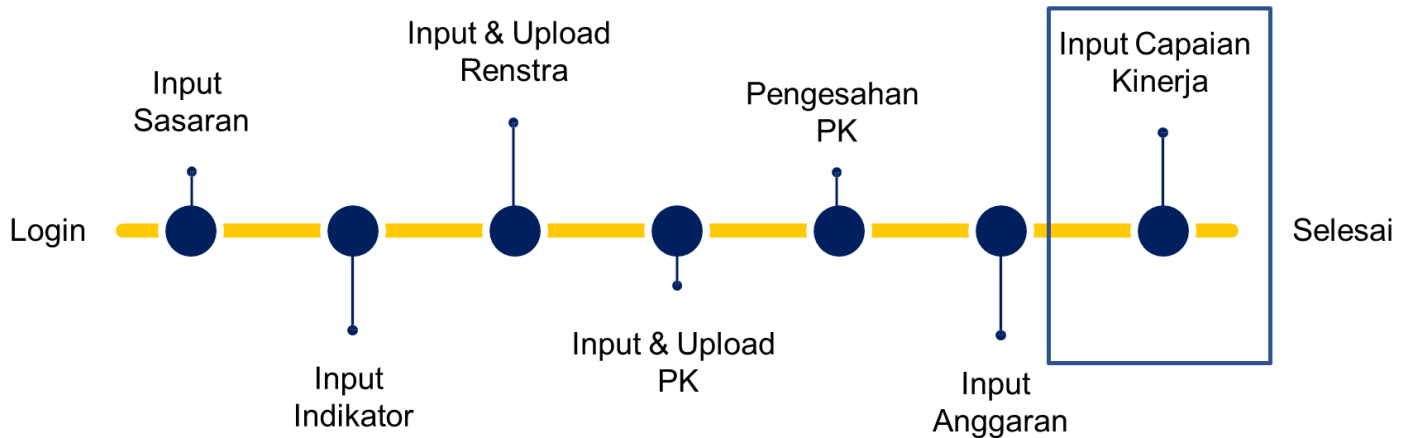 Login
Input
Sasaran
Input
Indikator
Input & Upload
Renstra
Input & Upload
PK
Pengesahan
PK
Input
Anggaran
Input Capaian
Kinerja
Selesai